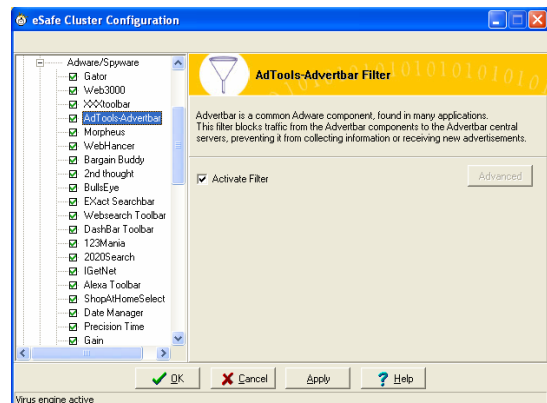 eSafe Cluster Configuration
Adware/Spyware
Gator
Web3000
XXXtoolbar
AdTools-Advertbar
Morpheus
WebHancer
Bargain Buddy
2nd thought
BullsEye
EXact Searchbar
Websearch Toolbar
DashBar Toolbar
123Mania
2020Search
IGetNet
Alexa Toolbar
ShopAtHomeSelect
Date Manager
Precision Time
Gain
AdTools-Advertbar Filter
Advertbar is a common Adware component, found in many applications.
This filter blocks traffic from the Advertbar components to the Advertbar central
servers, preventing it from collecting information or receiving new advertisements.
Activate Filter
Advanced
OK
Cancel
Apply
Help
Virus engine active